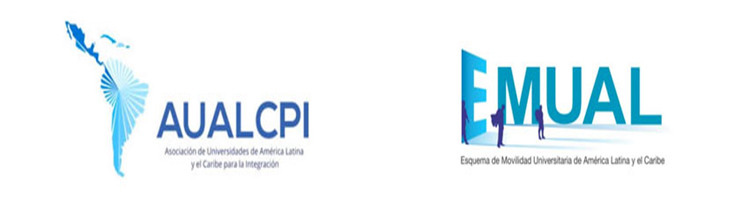 AUALCPI
Asociación de Universidades de América Latina
y el Caribe para la Integración
EMUAL
Esquema de Movilidad Universitaria de América Latina y el Caribe